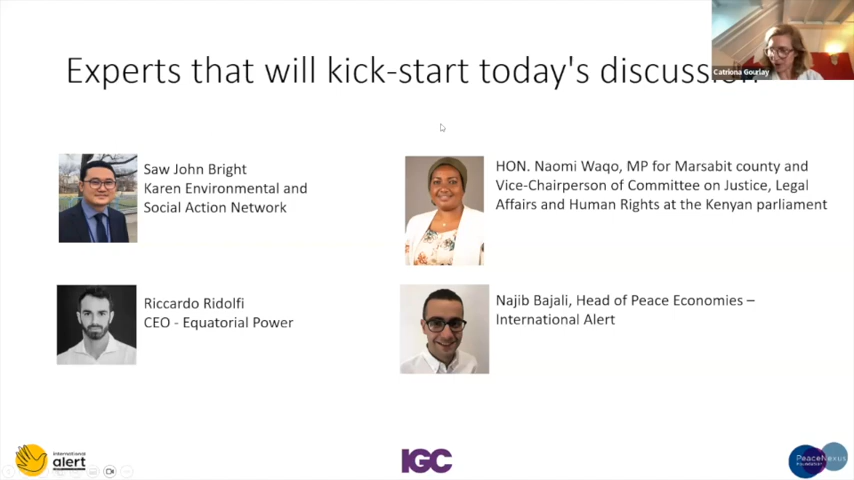 Catriona Gourlay
Experts that will kick-start today's discussion
Saw John Bright
Karen Environmental and
Social Action Network
HON. Naomi Waqo, MP for Marsabit county and
Vice-Chairperson of Committee on Justice, Legal
Affairs and Human Rights at the Kenyan parliament
Riccardo Ridolfi
CEO - Equatorial Power
Najib Bajali, Head of Peace Economies –
International Alert
international
alert
IGC
PeaceNexus